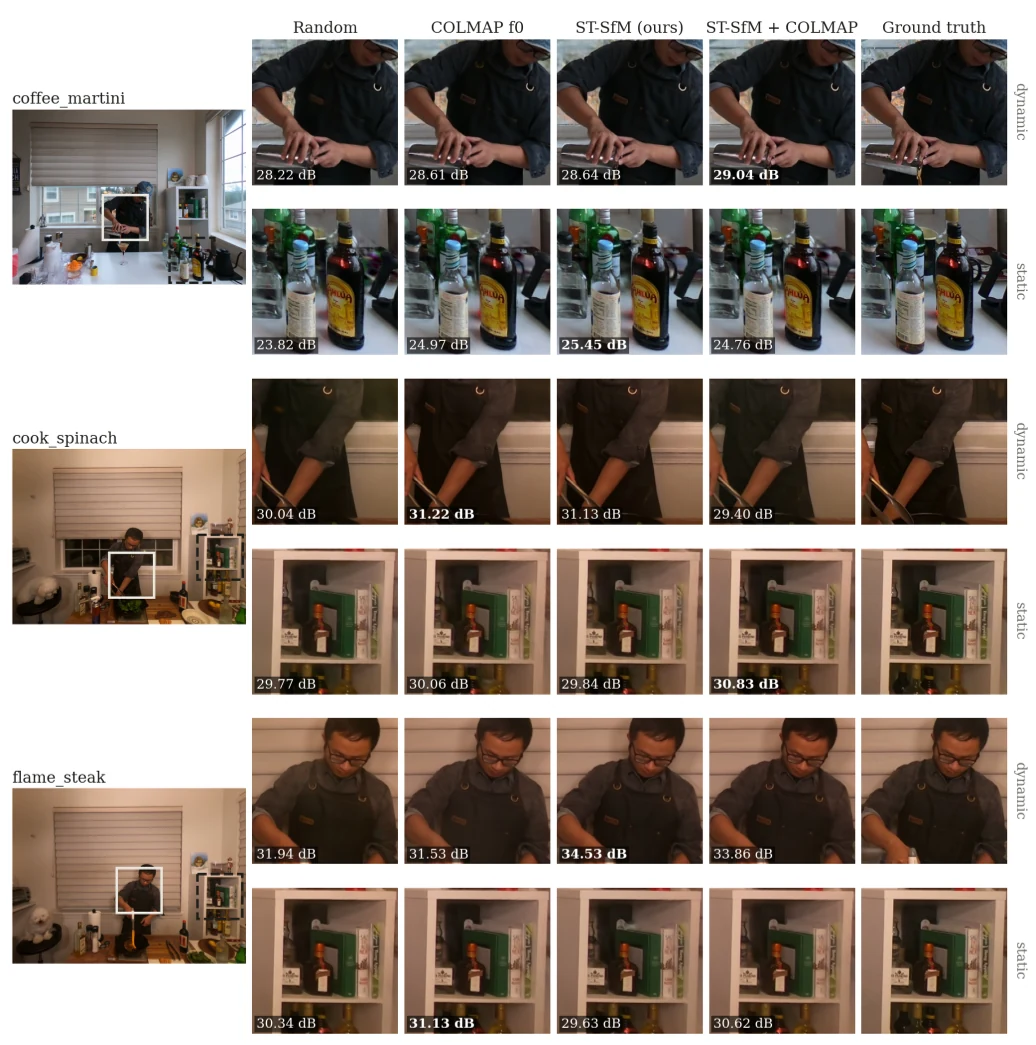 Random COLMAP f0 ST-SfM (ours) ST-SfM + COLMAP Ground truth
coffee_martini
28.22 dB 28.61 dB 28.64 dB 29.04 dB
dynamic
23.82 dB 24.97 dB 25.45 dB 24.76 dB
static
cook_spinach
30.04 dB 31.22 dB 31.13 dB 29.40 dB
dynamic
29.77 dB 30.06 dB 29.84 dB 30.83 dB
static
flame_steak
31.94 dB 31.53 dB 34.53 dB 33.86 dB
dynamic
30.34 dB 31.13 dB 29.63 dB 30.62 dB
static